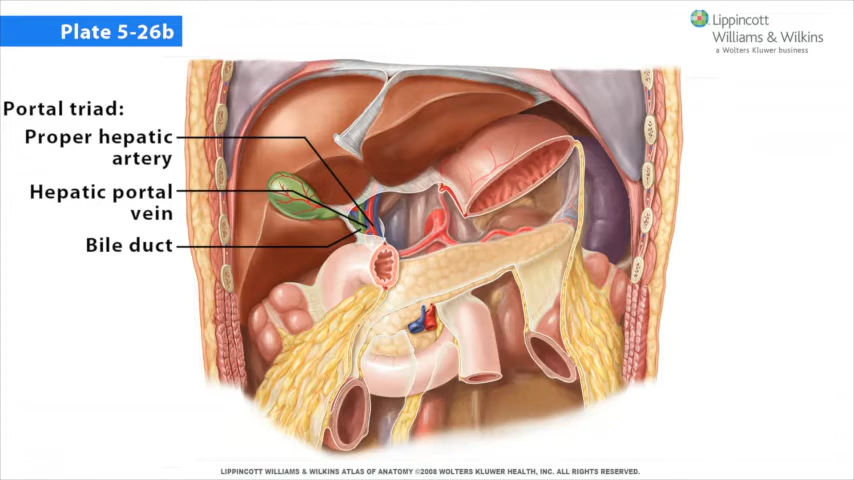 Plate 5-26b
Lippincott
Williams & Wilkins
a Wolters Kluwer business
Portal triad:
Proper hepatic
artery
Hepatic portal
vein
Bile duct
LIPPINCOTT WILLIAMS & WILKINS ATLAS OF ANATOMY ©2008 WOLTERS KLUWER HEALTH, INC. ALL RIGHTS RESERVED.